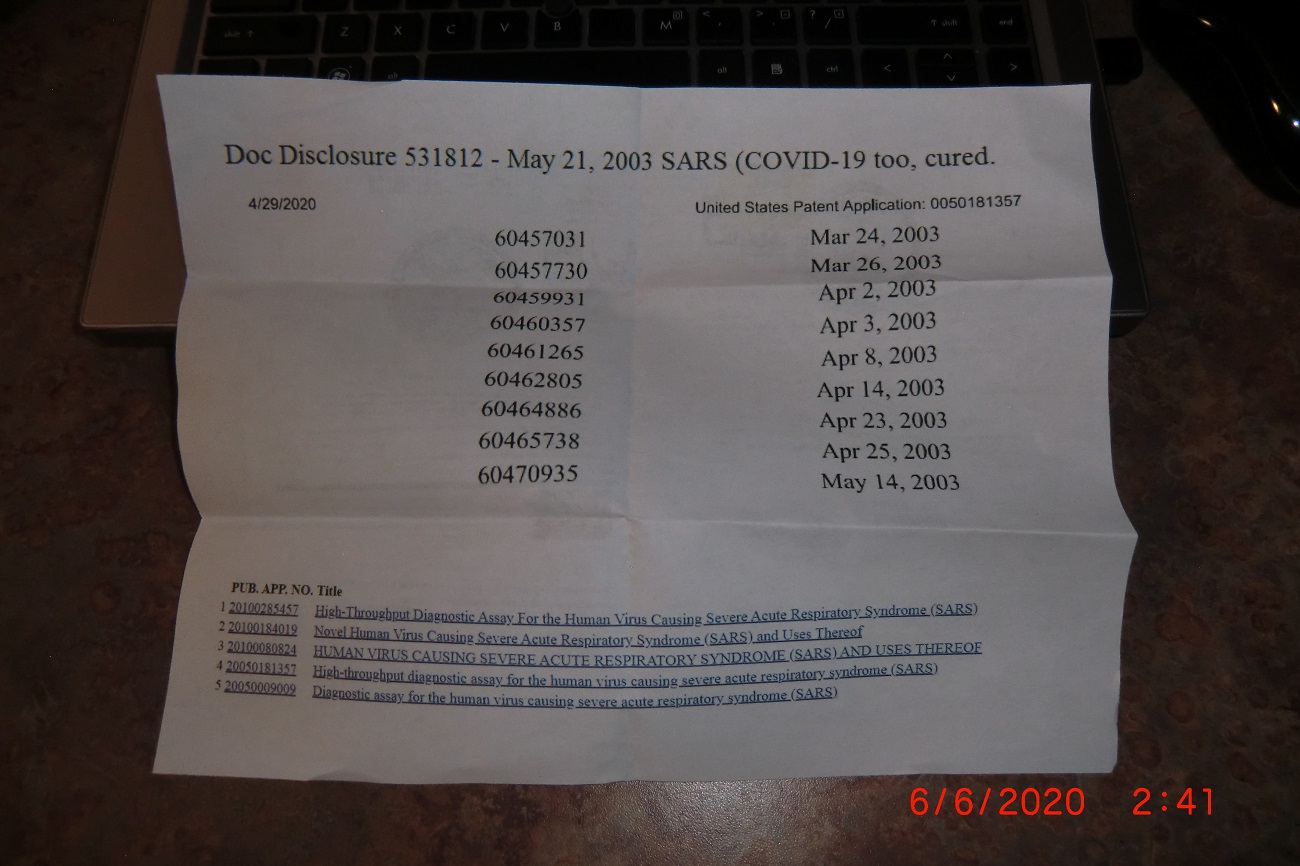 shift ↑ Z X C V B M < , > . ? / ↑ shift end
alt alt ctrl < > 
Doc Disclosure 531812 - May 21, 2003 SARS (COVID-19 too, cured.
4/29/2020 United States Patent Application: 0050181357
60457031 Mar 24, 2003
60457730 Mar 26, 2003
60459931 Apr 2, 2003
60460357 Apr 3, 2003
60461265 Apr 8, 2003
60462805 Apr 14, 2003
60464886 Apr 23, 2003
60465738 Apr 25, 2003
60470935 May 14, 2003
PUB. APP. NO. Title
1 20100285457 High-Throughput Diagnostic Assay For the Human Virus Causing Severe Acute Respiratory Syndrome (SARS)
2 20100184019 Novel Human Virus Causing Severe Acute Respiratory Syndrome (SARS) and Uses Thereof
3 20100080824 HUMAN VIRUS CAUSING SEVERE ACUTE RESPIRATORY SYNDROME (SARS) AND USES THEREOF
4 20050181357 High-throughput diagnostic assay for the human virus causing severe acute respiratory syndrome (SARS)
5 20050009009 Diagnostic assay for the human virus causing severe acute respiratory syndrome (SARS)
6/6/2020 2:41